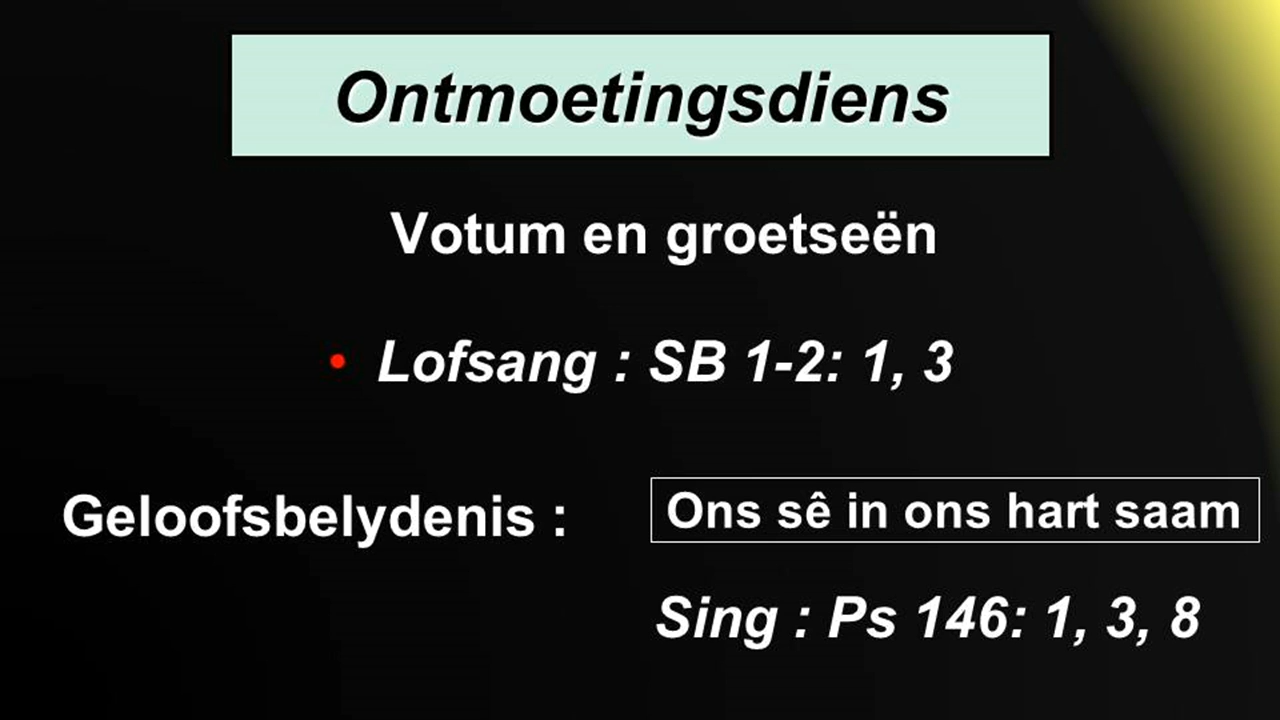 Ontmoetingsdiens
Votum en groetseën
• Lofsang : SB 1-2: 1, 3
Geloofsbelydenis :
Ons sê in ons hart saam
Sing : Ps 146: 1, 3, 8